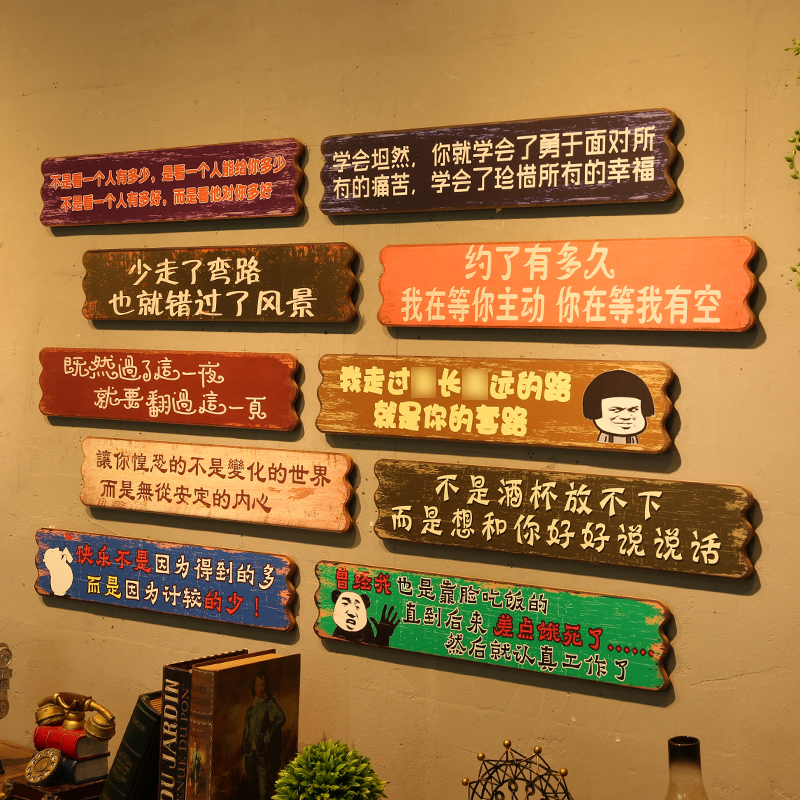 不是看一个人有多少，是看一个人能给你多少
不是看一个人有多好，而是看他对你多好
学会坦然，你就学会了勇于面对所
有的痛苦，学会了珍惜所有的幸福
少走了弯路
也就错过了风景
约了有多久
我在等你主动 你在等我有空
既然過了這一夜
就要翻過這一頁
我走过 长 远的路
就是你的套路
讓你惶恐的不是變化的世界
而是無從安定的内心
不是酒杯放不下
而是想和你好好说说话
快乐不是因为得到的多
而是因为计较的少！
曾经我也是靠脸吃饭的
直到后来差点饿死了......
然后就认真工作了
DU JARDIN